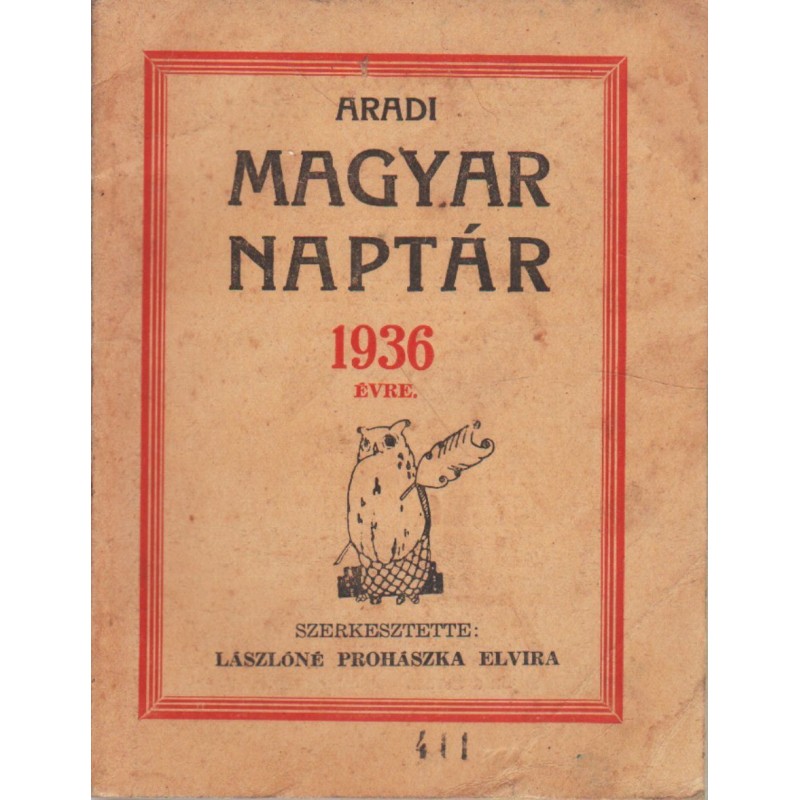 ARADI
MAGYAR
NAPTÁR
1936
ÉVRE.
SZERKESZTETTE:
LÁSZLÓNÉ PROHÁSZKA ELVIRA
411